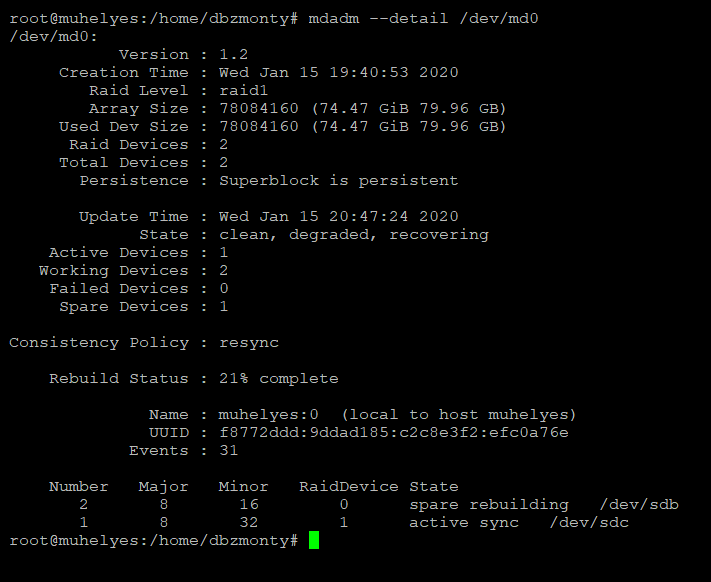 root@muhelyes:/home/dbzmonty# mdadm --detail /dev/md0
/dev/md0:
Version : 1.2
Creation Time : Wed Jan 15 19:40:53 2020
Raid Level : raid1
Array Size : 78084160 (74.47 GiB 79.96 GB)
Used Dev Size : 78084160 (74.47 GiB 79.96 GB)
Raid Devices : 2
Total Devices : 2
Persistence : Superblock is persistent
Update Time : Wed Jan 15 20:47:24 2020
State : clean, degraded, recovering
Active Devices : 1
Working Devices : 2
Failed Devices : 0
Spare Devices : 1
Consistency Policy : resync
Rebuild Status : 21% complete
Name : muhelyes:0  (local to host muhelyes)
UUID : f8772ddd:9ddad185:c2c8e3f2:efc0a76e
Events : 31
Number   Major   Minor   RaidDevice State
2       8       16        0      spare rebuilding   /dev/sdb
1       8       32        1      active sync   /dev/sdc
root@muhelyes:/home/dbzmonty#